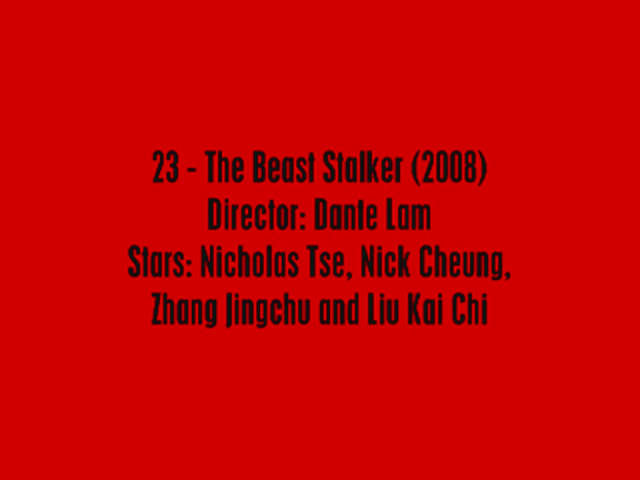 23 - The Beast Stalker (2008)
Director: Dante Lam
Stars: Nicholas Tse, Nick Cheung,
Zhang Jingchu and Liu Kai Chi